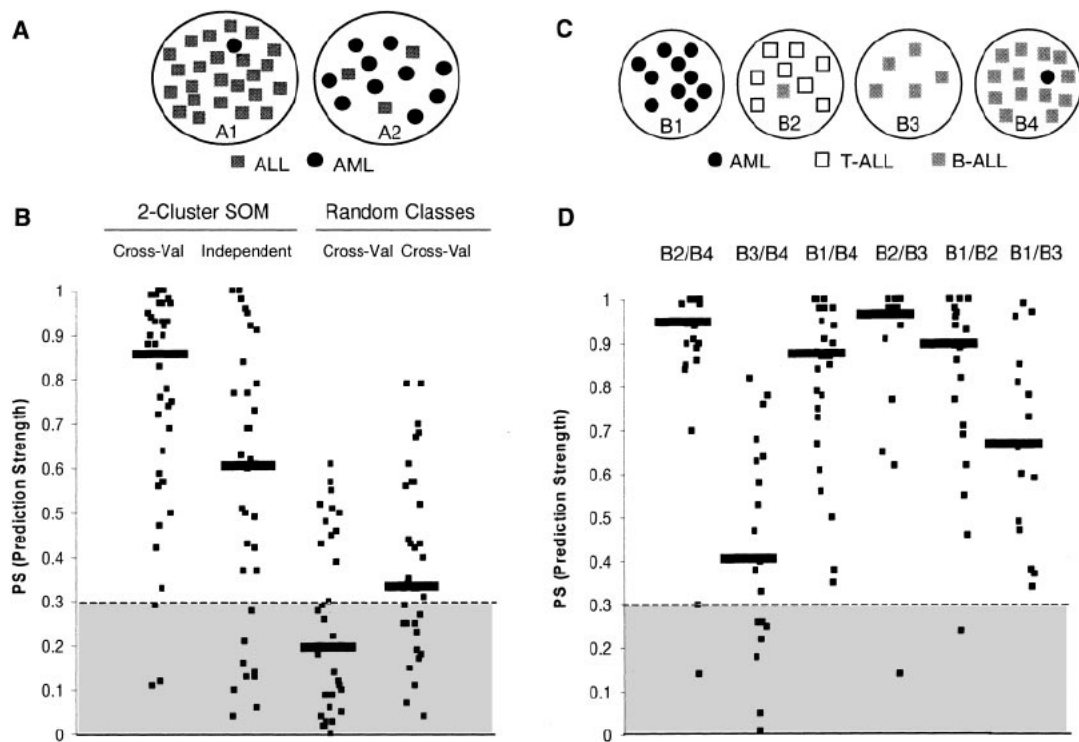 A
A1
A2
ALL
AML
B
2-Cluster SOM
Random Classes
Cross-Val
Independent
Cross-Val
Cross-Val
PS (Prediction Strength)
1
0.9
0.8
0.7
0.6
0.5
0.4
0.3
0.2
0.1
0
C
B1
B2
B3
B4
AML
T-ALL
B-ALL
D
B2/B4
B3/B4
B1/B4
B2/B3
B1/B2
B1/B3
PS (Prediction Strength)
1
0.9
0.8
0.7
0.6
0.5
0.4
0.3
0.2
0.1
0